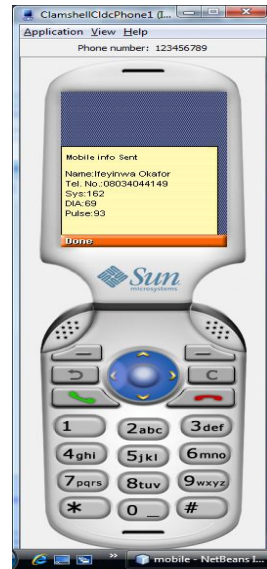 ClamshellCldcPhone1 (I...
Application View Help
Phone number: 123456789
Mobile info Sent
Name:Ifeyinwa Okafor
Tel. No.:08034044149
Sys:162
DIA:69
Pulse:93
Done
Sun
microsystems
C
1 2abc 3def
4ghi 5jkl 6mno
7pqrs 8tuv 9wxyz
* 0 _ #
» mobile - NetBeans I...